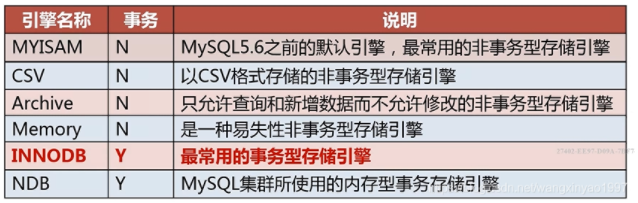 引擎名称 事务 说明
MYISAM N MySQL5.6之前的默认引擎，最常用的非事务型存储引擎
CSV N 以CSV格式存储的非事务型存储引擎
Archive N 只允许查询和新增数据而不允许修改的非事务型存储引擎
Memory N 是一种易失性非事务型存储引擎
INNODB Y 最常用的事务型存储引擎
NDB Y MySQL集群所使用的内存型事务存储引擎